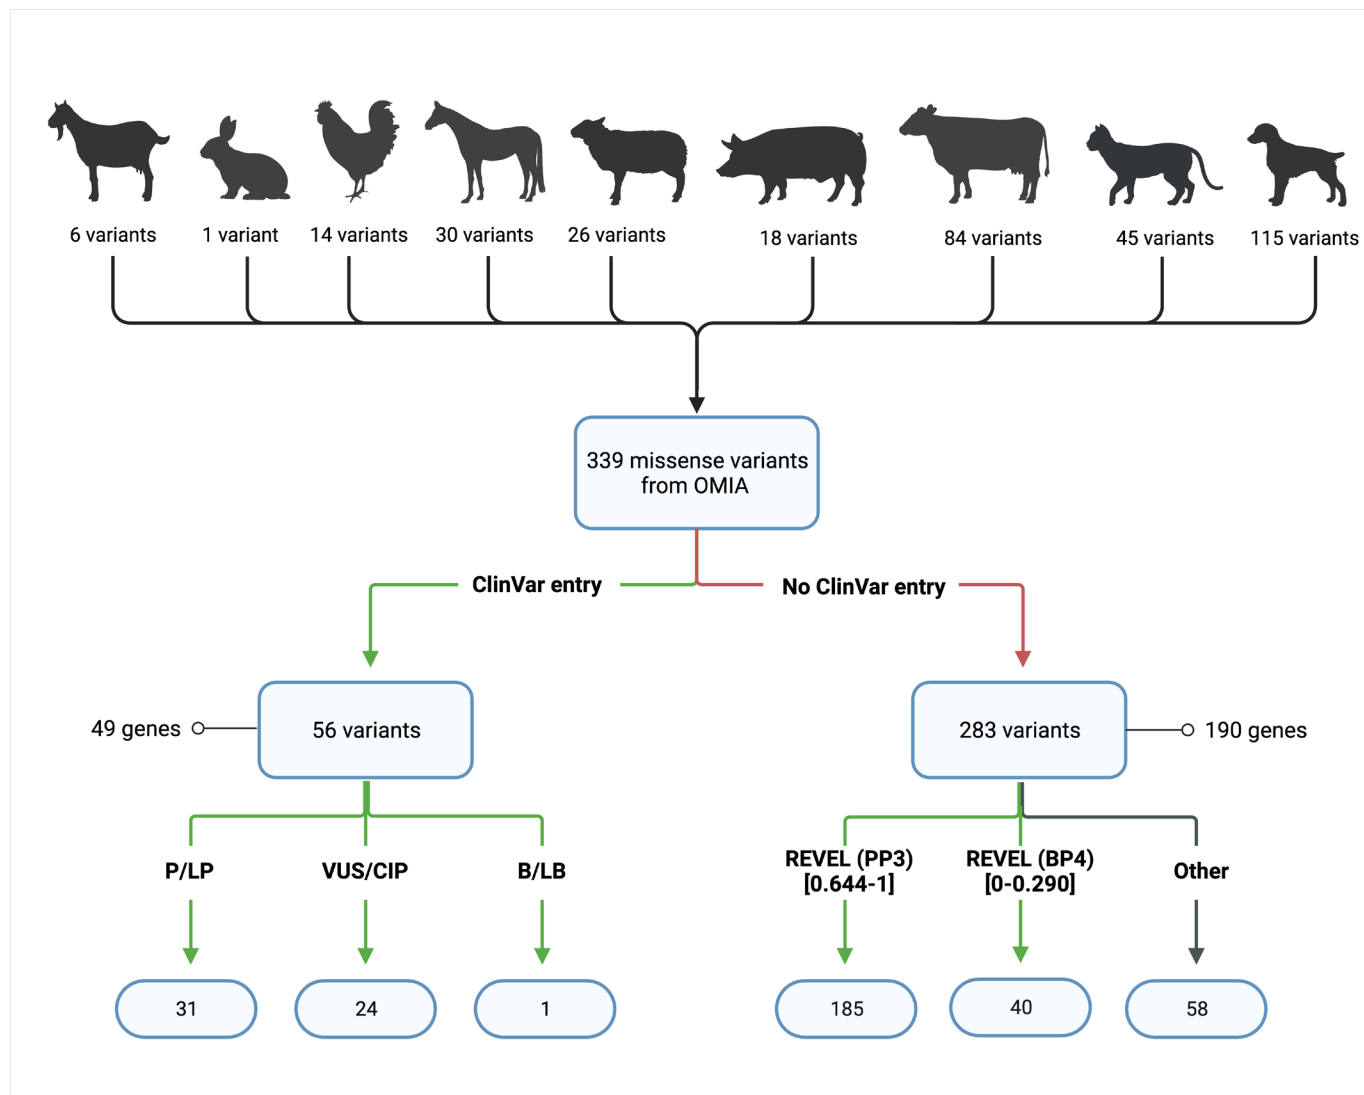 6 variants
1 variant
14 variants
30 variants
26 variants
18 variants
84 variants
45 variants
115 variants
339 missense variants
from OMIA
ClinVar entry
No ClinVar entry
49 genes
56 variants
283 variants
190 genes
P/LP
VUS/CIP
B/LB
REVEL (PP3)
[0.644-1]
REVEL (BP4)
[0-0.290]
Other
31
24
1
185
40
58